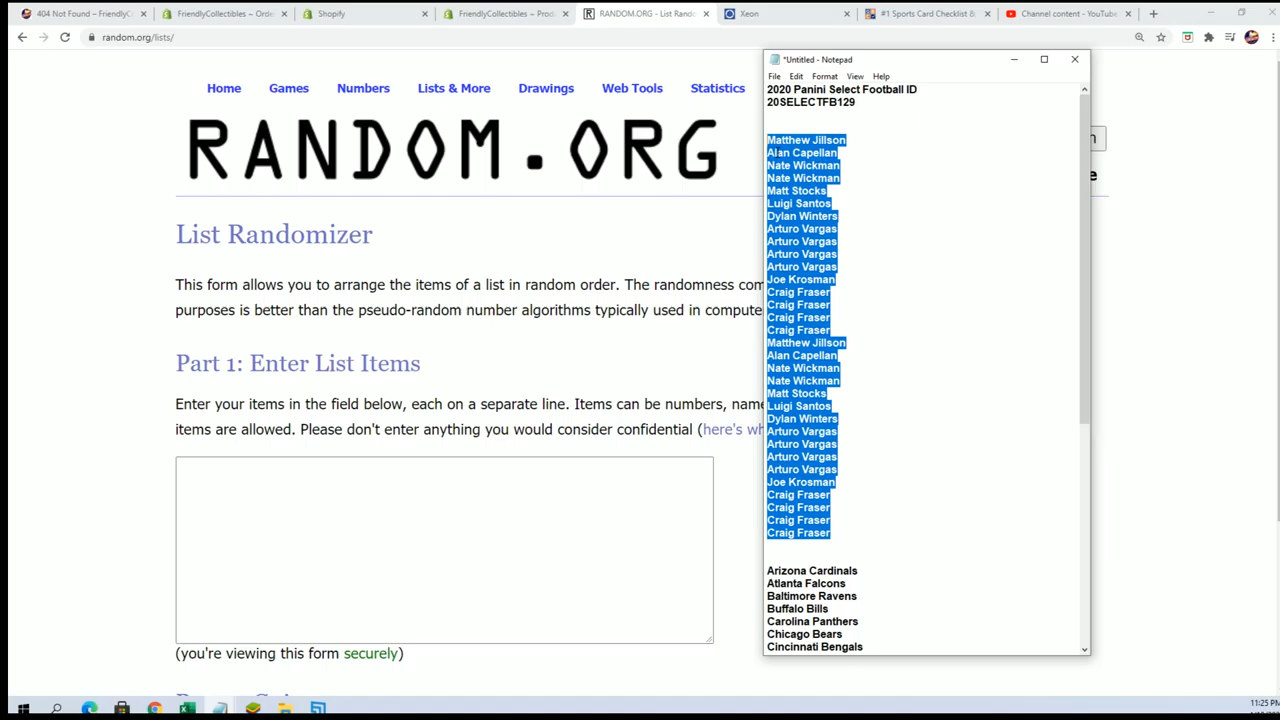 404 Not Found – FriendlyC
FriendlyCollectibles ~ Orde
Shopify
FriendlyCollectibles ~ Prod
RANDOM.ORG - List Rando
Xeon
#1 Sports Card Checklist &
Channel content - YouTube
random.org/lists/
Home
Games
Numbers
Lists & More
Drawings
Web Tools
Statistics
RANDOM.ORG
List Randomizer
This form allows you to arrange the items of a list in random order. The randomness com
purposes is better than the pseudo-random number algorithms typically used in compute
Part 1: Enter List Items
Enter your items in the field below, each on a separate line. Items can be numbers, name
items are allowed. Please don't enter anything you would consider confidential (here's wh
(you're viewing this form securely)
*Untitled - Notepad
File Edit Format View Help
2020 Panini Select Football ID
20SELECTFB129
Matthew Jillson
Alan Capellan
Nate Wickman
Nate Wickman
Matt Stocks
Luigi Santos
Dylan Winters
Arturo Vargas
Arturo Vargas
Arturo Vargas
Arturo Vargas
Joe Krosman
Craig Fraser
Craig Fraser
Craig Fraser
Craig Fraser
Matthew Jillson
Alan Capellan
Nate Wickman
Nate Wickman
Matt Stocks
Luigi Santos
Dylan Winters
Arturo Vargas
Arturo Vargas
Arturo Vargas
Arturo Vargas
Joe Krosman
Craig Fraser
Craig Fraser
Craig Fraser
Craig Fraser
Arizona Cardinals
Atlanta Falcons
Baltimore Ravens
Buffalo Bills
Carolina Panthers
Chicago Bears
Cincinnati Bengals
11:25 PM